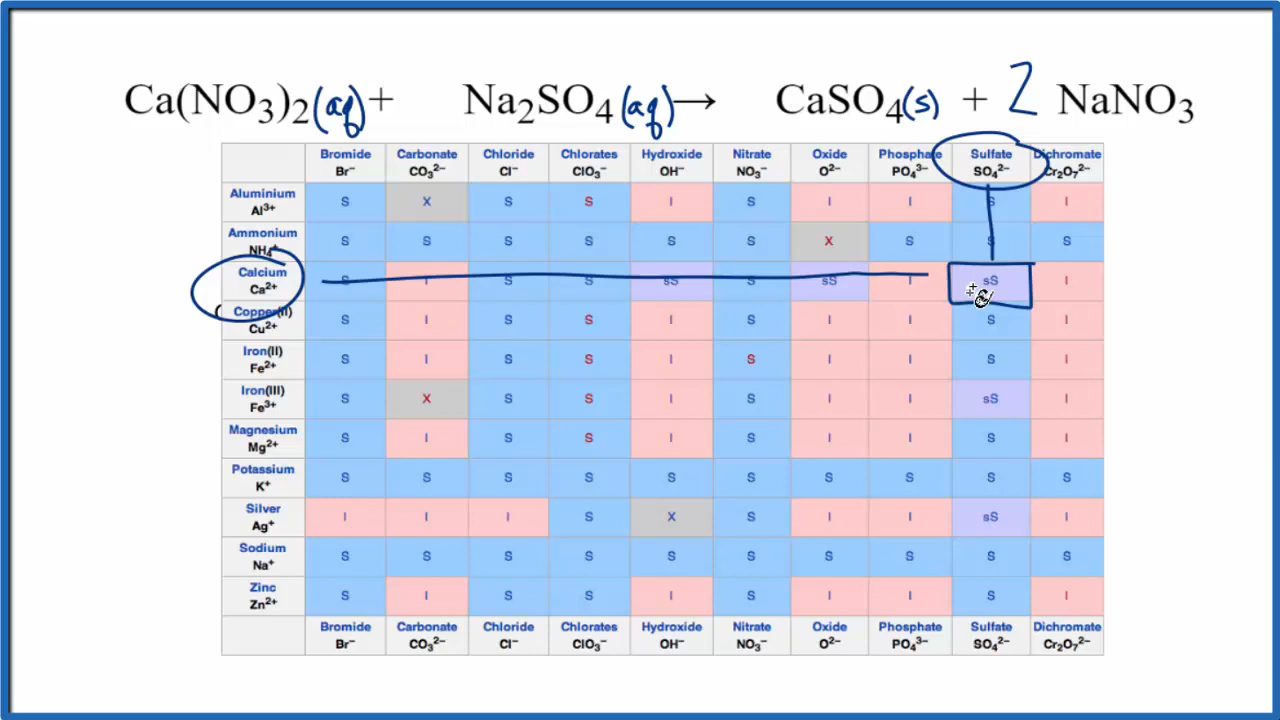 Ca(NO₃)₂(aq) + Na₂SO₄(aq) → CaSO₄(s) + 2 NaNO₃
Bromide Carbonate Chloride Chlorates Hydroxide Nitrate Oxide Phosphate Sulfate Dichromate
Br⁻ CO₃²⁻ Cl⁻ ClO₃⁻ OH⁻ NO₃⁻ O²⁻ PO₄³⁻ SO₄²⁻ Cr₂O₇²⁻
Aluminium
Al³⁺ S X S S I S I I S I
Ammonium
NH₄⁺ S S S S S S X S S S
Calcium
Ca²⁺ S I S S sS S sS I sS I
Copper(II)
Cu²⁺ S I S S I S I I S I
Iron(II)
Fe²⁺ S I S S I S I I S I
Iron(III)
Fe³⁺ S X S S I S I I sS I
Magnesium
Mg²⁺ S I S S I S I I S I
Potassium
K⁺ S S S S S S S S S S
Silver
Ag⁺ I I I S X S I I sS I
Sodium
Na⁺ S S S S S S S S S S
Zinc
Zn²⁺ S I S S I S I I S I
Bromide Carbonate Chloride Chlorates Hydroxide Nitrate Oxide Phosphate Sulfate Dichromate
Br⁻ CO₃²⁻ Cl⁻ ClO₃⁻ OH⁻ NO₃⁻ O²⁻ PO₄³⁻ SO₄²⁻ Cr₂O₇²⁻